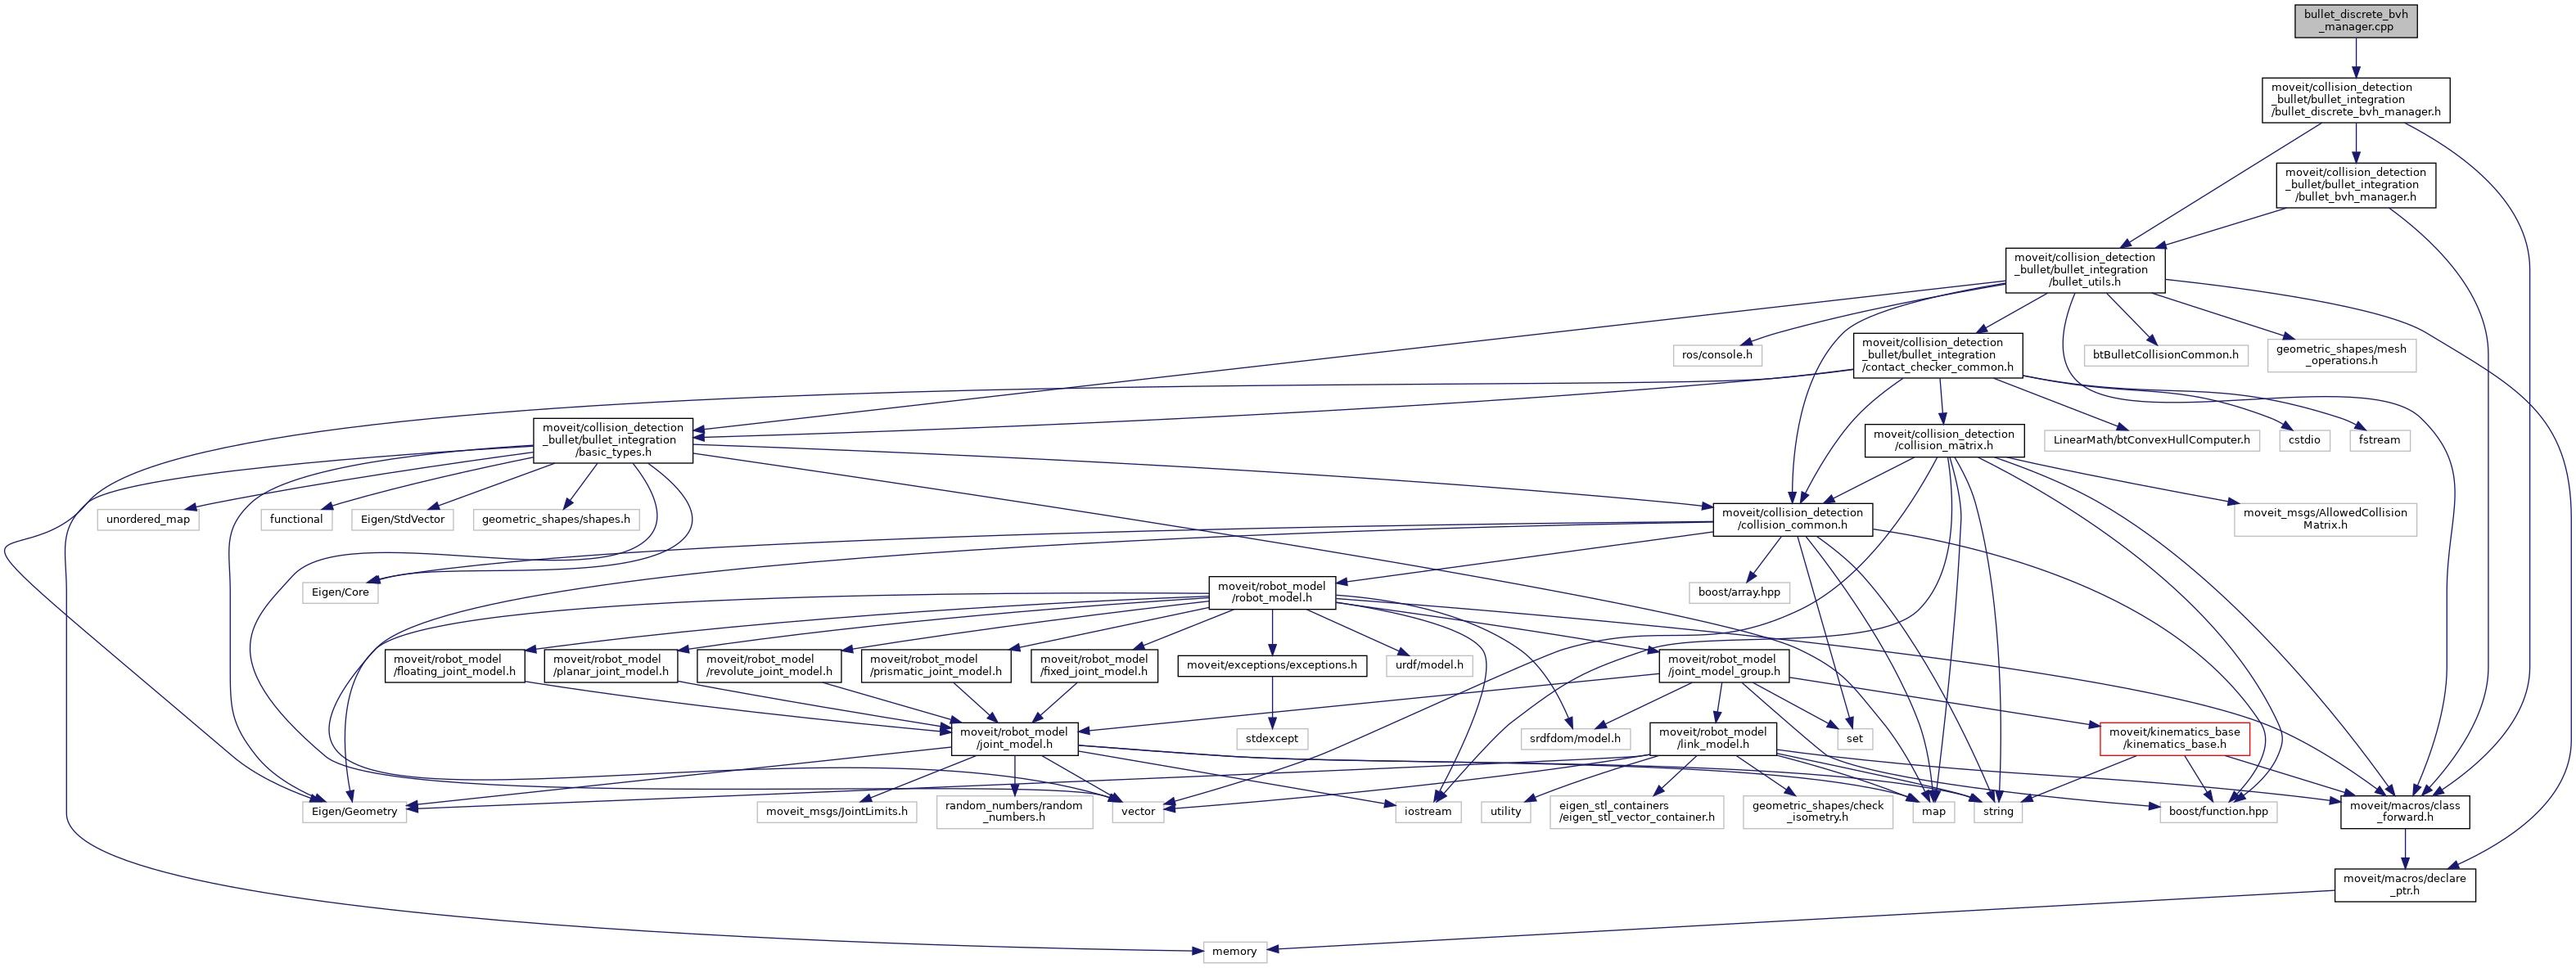 bullet_discrete_bvh
_manager.cpp
moveit/collision_detection
_bullet/bullet_integration
/bullet_discrete_bvh_manager.h
moveit/collision_detection
_bullet/bullet_integration
/bullet_bvh_manager.h
moveit/collision_detection
_bullet/bullet_integration
/bullet_utils.h
ros/console.h
moveit/collision_detection
_bullet/bullet_integration
/contact_checker_common.h
btBulletCollisionCommon.h
geometric_shapes/mesh
_operations.h
moveit/collision_detection
_bullet/bullet_integration
/basic_types.h
moveit/collision_detection
/collision_matrix.h
LinearMath/btConvexHullComputer.h
cstdio
fstream
unordered_map
functional
Eigen/StdVector
geometric_shapes/shapes.h
moveit/collision_detection
/collision_common.h
moveit_msgs/AllowedCollision
Matrix.h
Eigen/Core
moveit/robot_model
/robot_model.h
boost/array.hpp
moveit/robot_model
/floating_joint_model.h
moveit/robot_model
/planar_joint_model.h
moveit/robot_model
/revolute_joint_model.h
moveit/robot_model
/prismatic_joint_model.h
moveit/robot_model
/fixed_joint_model.h
moveit/exceptions/exceptions.h
urdf/model.h
moveit/robot_model
/joint_model_group.h
moveit/robot_model
/joint_model.h
stdexcept
srdfdom/model.h
moveit/robot_model
/link_model.h
set
moveit/kinematics_base
/kinematics_base.h
Eigen/Geometry
moveit_msgs/JointLimits.h
random_numbers/random
_numbers.h
vector
iostream
utility
eigen_stl_containers
/eigen_stl_vector_container.h
geometric_shapes/check
_isometry.h
map
string
boost/function.hpp
moveit/macros/class
_forward.h
moveit/macros/declare
_ptr.h
memory